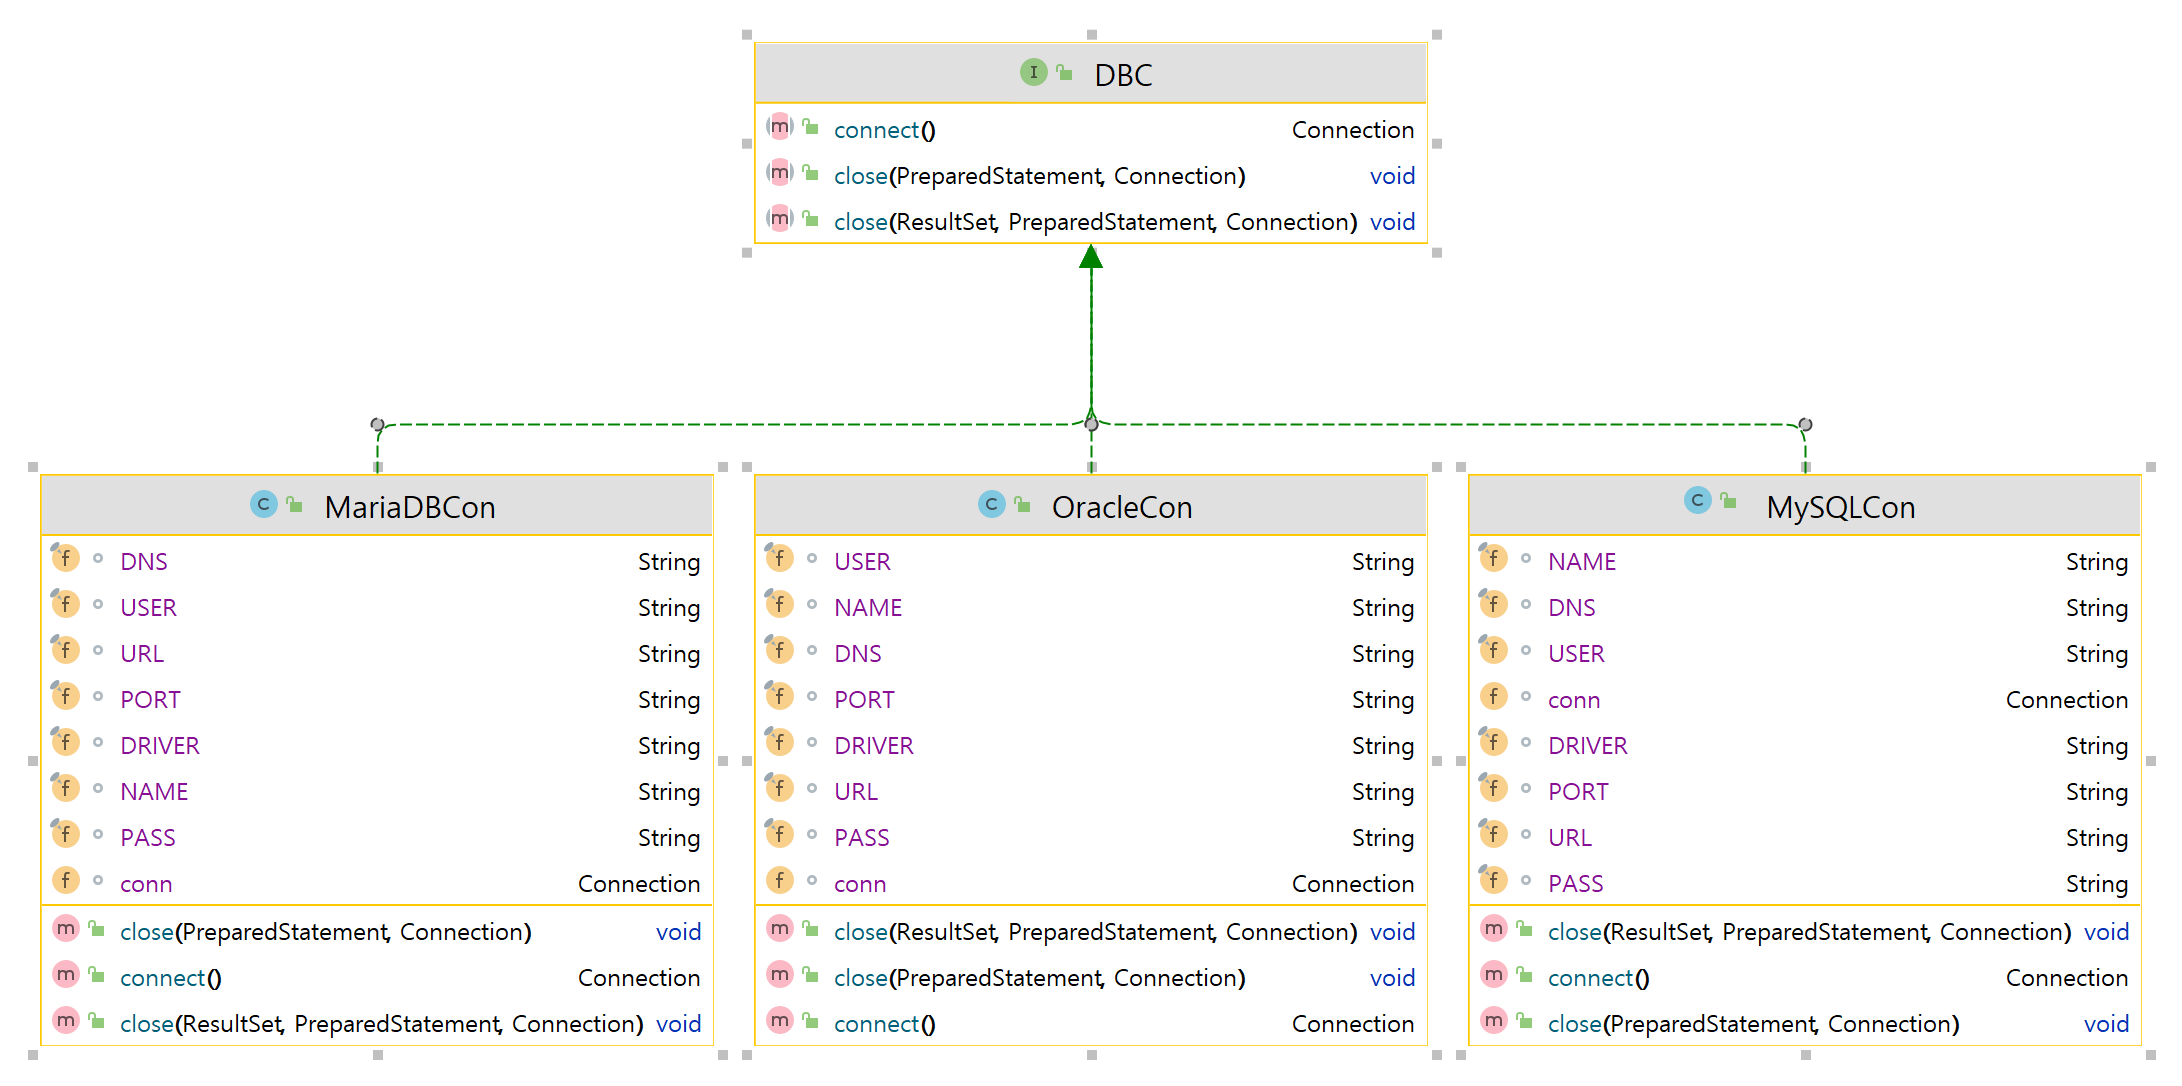 DBC
connect() Connection
close(PreparedStatement, Connection) void
close(ResultSet, PreparedStatement, Connection) void
MariaDBCon
DNS String
USER String
URL String
PORT String
DRIVER String
NAME String
PASS String
conn Connection
close(PreparedStatement, Connection) void
connect() Connection
close(ResultSet, PreparedStatement, Connection) void
OracleCon
USER String
NAME String
DNS String
PORT String
DRIVER String
URL String
PASS String
conn Connection
close(ResultSet, PreparedStatement, Connection) void
close(PreparedStatement, Connection) void
connect() Connection
MySQLCon
NAME String
DNS String
USER String
conn Connection
DRIVER String
PORT String
URL String
PASS String
close(ResultSet, PreparedStatement, Connection) void
connect() Connection
close(PreparedStatement, Connection) void